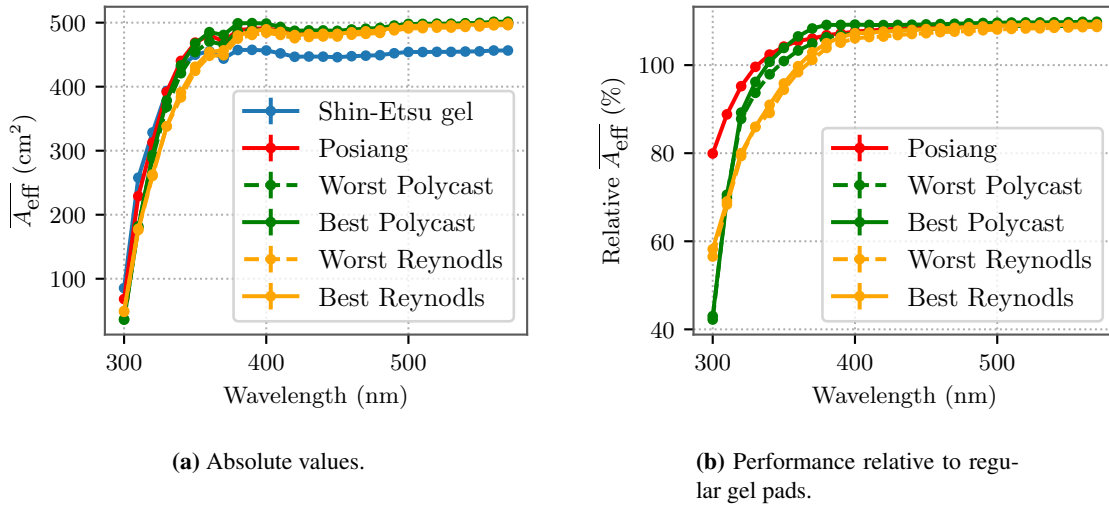 500
400
300
200
100
300
400
500
Wavelength (nm)
A_eff (cm²)
Shin-Etsu gel
Posiang
Worst Polycast
Best Polycast
Worst Reynodls
Best Reynodls
(a) Absolute values.
100
80
60
40
300
400
500
Wavelength (nm)
Relative A_eff (%)
Posiang
Worst Polycast
Best Polycast
Worst Reynodls
Best Reynodls
(b) Performance relative to regu-
lar gel pads.